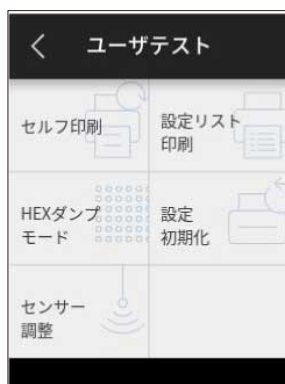 ユーザテスト
セルフ印刷
設定リスト
印刷
HEXダンプ
モード
設定
初期化
センサー
調整